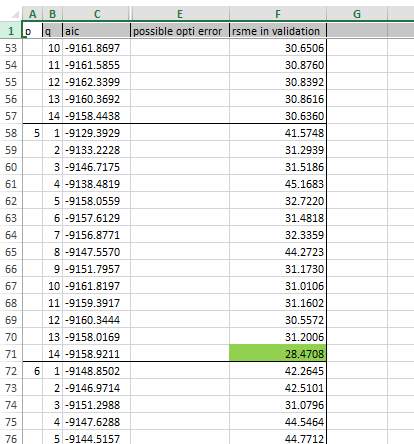 A B C E F G
1 p q aic possible opti error rsme in validation
53 10 -9161.8697 30.6506
54 11 -9161.5855 30.8760
55 12 -9162.3399 30.8392
56 13 -9160.3692 30.8616
57 14 -9158.4438 30.6360
58 5 1 -9129.3929 41.5748
59 2 -9133.2228 31.2939
60 3 -9146.7175 31.5186
61 4 -9138.4819 45.1683
62 5 -9158.0559 32.7220
63 6 -9157.6129 31.4818
64 7 -9156.8771 32.3359
65 8 -9147.5570 44.2723
66 9 -9151.7957 31.1730
67 10 -9161.8197 31.0106
68 11 -9159.3917 31.1602
69 12 -9160.3444 30.5572
70 13 -9158.0169 31.2006
71 14 -9158.9211 28.4708
72 6 1 -9148.8502 42.2645
73 2 -9146.9714 42.5101
74 3 -9151.2988 31.0796
75 4 -9147.6288 44.5464
76 5 -9144.5157 44.7712